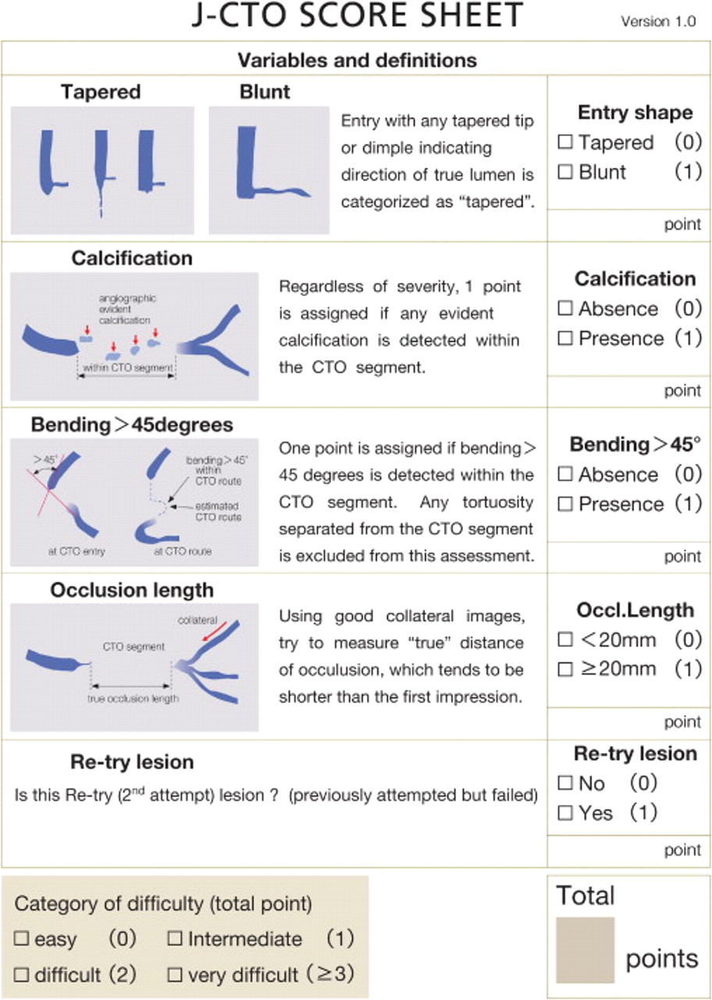 J-CTO SCORE SHEET
Version 1.0
Variables and definitions
Tapered
Blunt
Entry with any tapered tip
or dimple indicating
direction of true lumen is
categorized as “tapered”.
Entry shape
☐ Tapered (0)
☐ Blunt (1)
point
Calcification
angiographic
evident
calcification
within CTO segment
Regardless of severity, 1 point
is assigned if any evident
calcification is detected within
the CTO segment.
Calcification
☐ Absence (0)
☐ Presence (1)
point
Bending>45degrees
>45°
at CTO entry
bending>45°
within
CTO route
estimated
CTO route
at CTO route
One point is assigned if bending>
45 degrees is detected within the
CTO segment. Any tortuosity
separated from the CTO segment
is excluded from this assessment.
Bending>45°
☐ Absence (0)
☐ Presence (1)
point
Occlusion length
collateral
CTO segment
true occlusion length
Using good collateral images,
try to measure “true” distance
of occulusion, which tends to be
shorter than the first impression.
Occl.Length
☐ <20mm (0)
☐ ≥20mm (1)
point
Re-try lesion
Is this Re-try (2nd attempt) lesion ? (previously attempted but failed)
Re-try lesion
☐ No (0)
☐ Yes (1)
point
Category of difficulty (total point)
☐ easy (0) ☐ Intermediate (1)
☐ difficult (2) ☐ very difficult (≥3)
Total
points